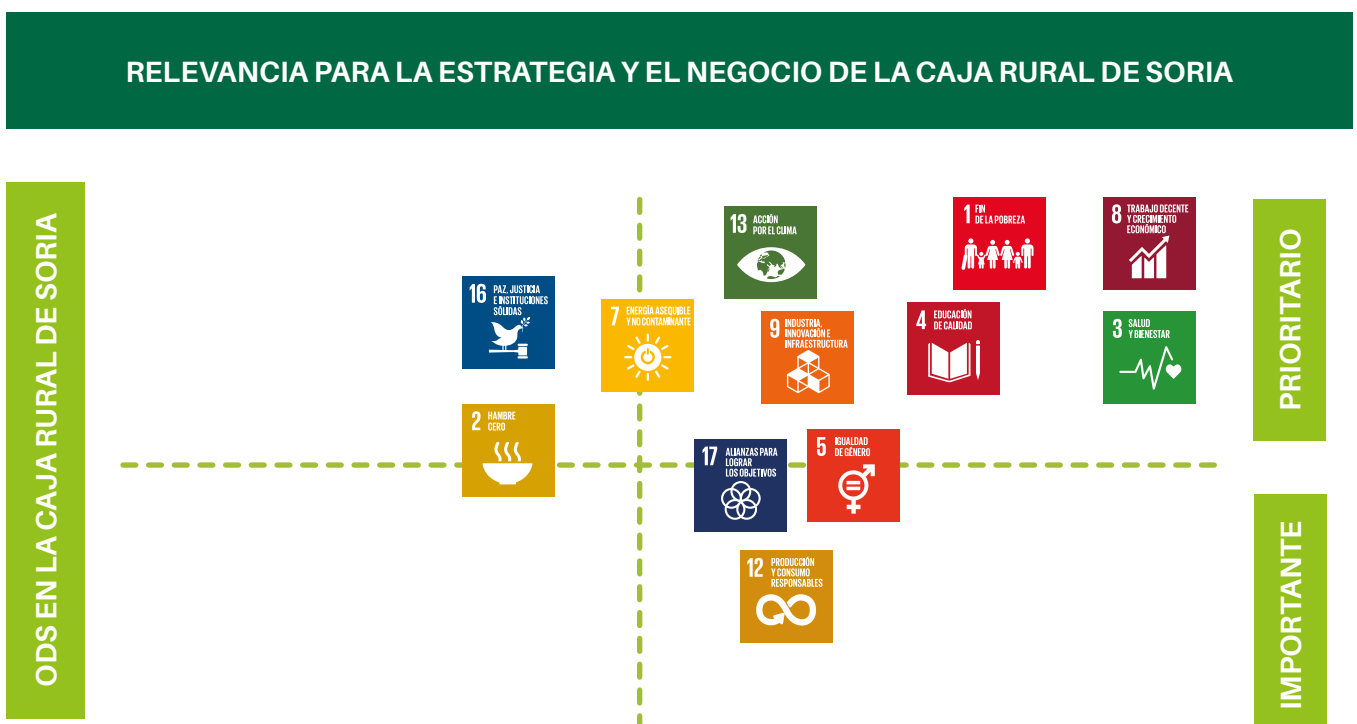 RELEVANCIA PARA LA ESTRATEGIA Y EL NEGOCIO DE LA CAJA RURAL DE SORIA
ODS EN LA CAJA RURAL DE SORIA
13 ACCIÓN
POR EL CLIMA
1 FIN
DE LA POBREZA
8 TRABAJO DECENTE
Y CRECIMIENTO
ECONÓMICO
PRIORITARIO
16 PAZ, JUSTICIA
E INSTITUCIONES
SÓLIDAS
7 ENERGÍA ASEQUIBLE
Y NO CONTAMINANTE
9 INDUSTRIA,
INNOVACIÓN E
INFRAESTRUCTURA
4 EDUCACIÓN
DE CALIDAD
3 SALUD
Y BIENESTAR
2 HAMBRE
CERO
17 ALIANZAS PARA
LOGRAR
LOS OBJETIVOS
5 IGUALDAD
DE GÉNERO
12 PRODUCCIÓN
Y CONSUMO
RESPONSABLES
IMPORTANTE